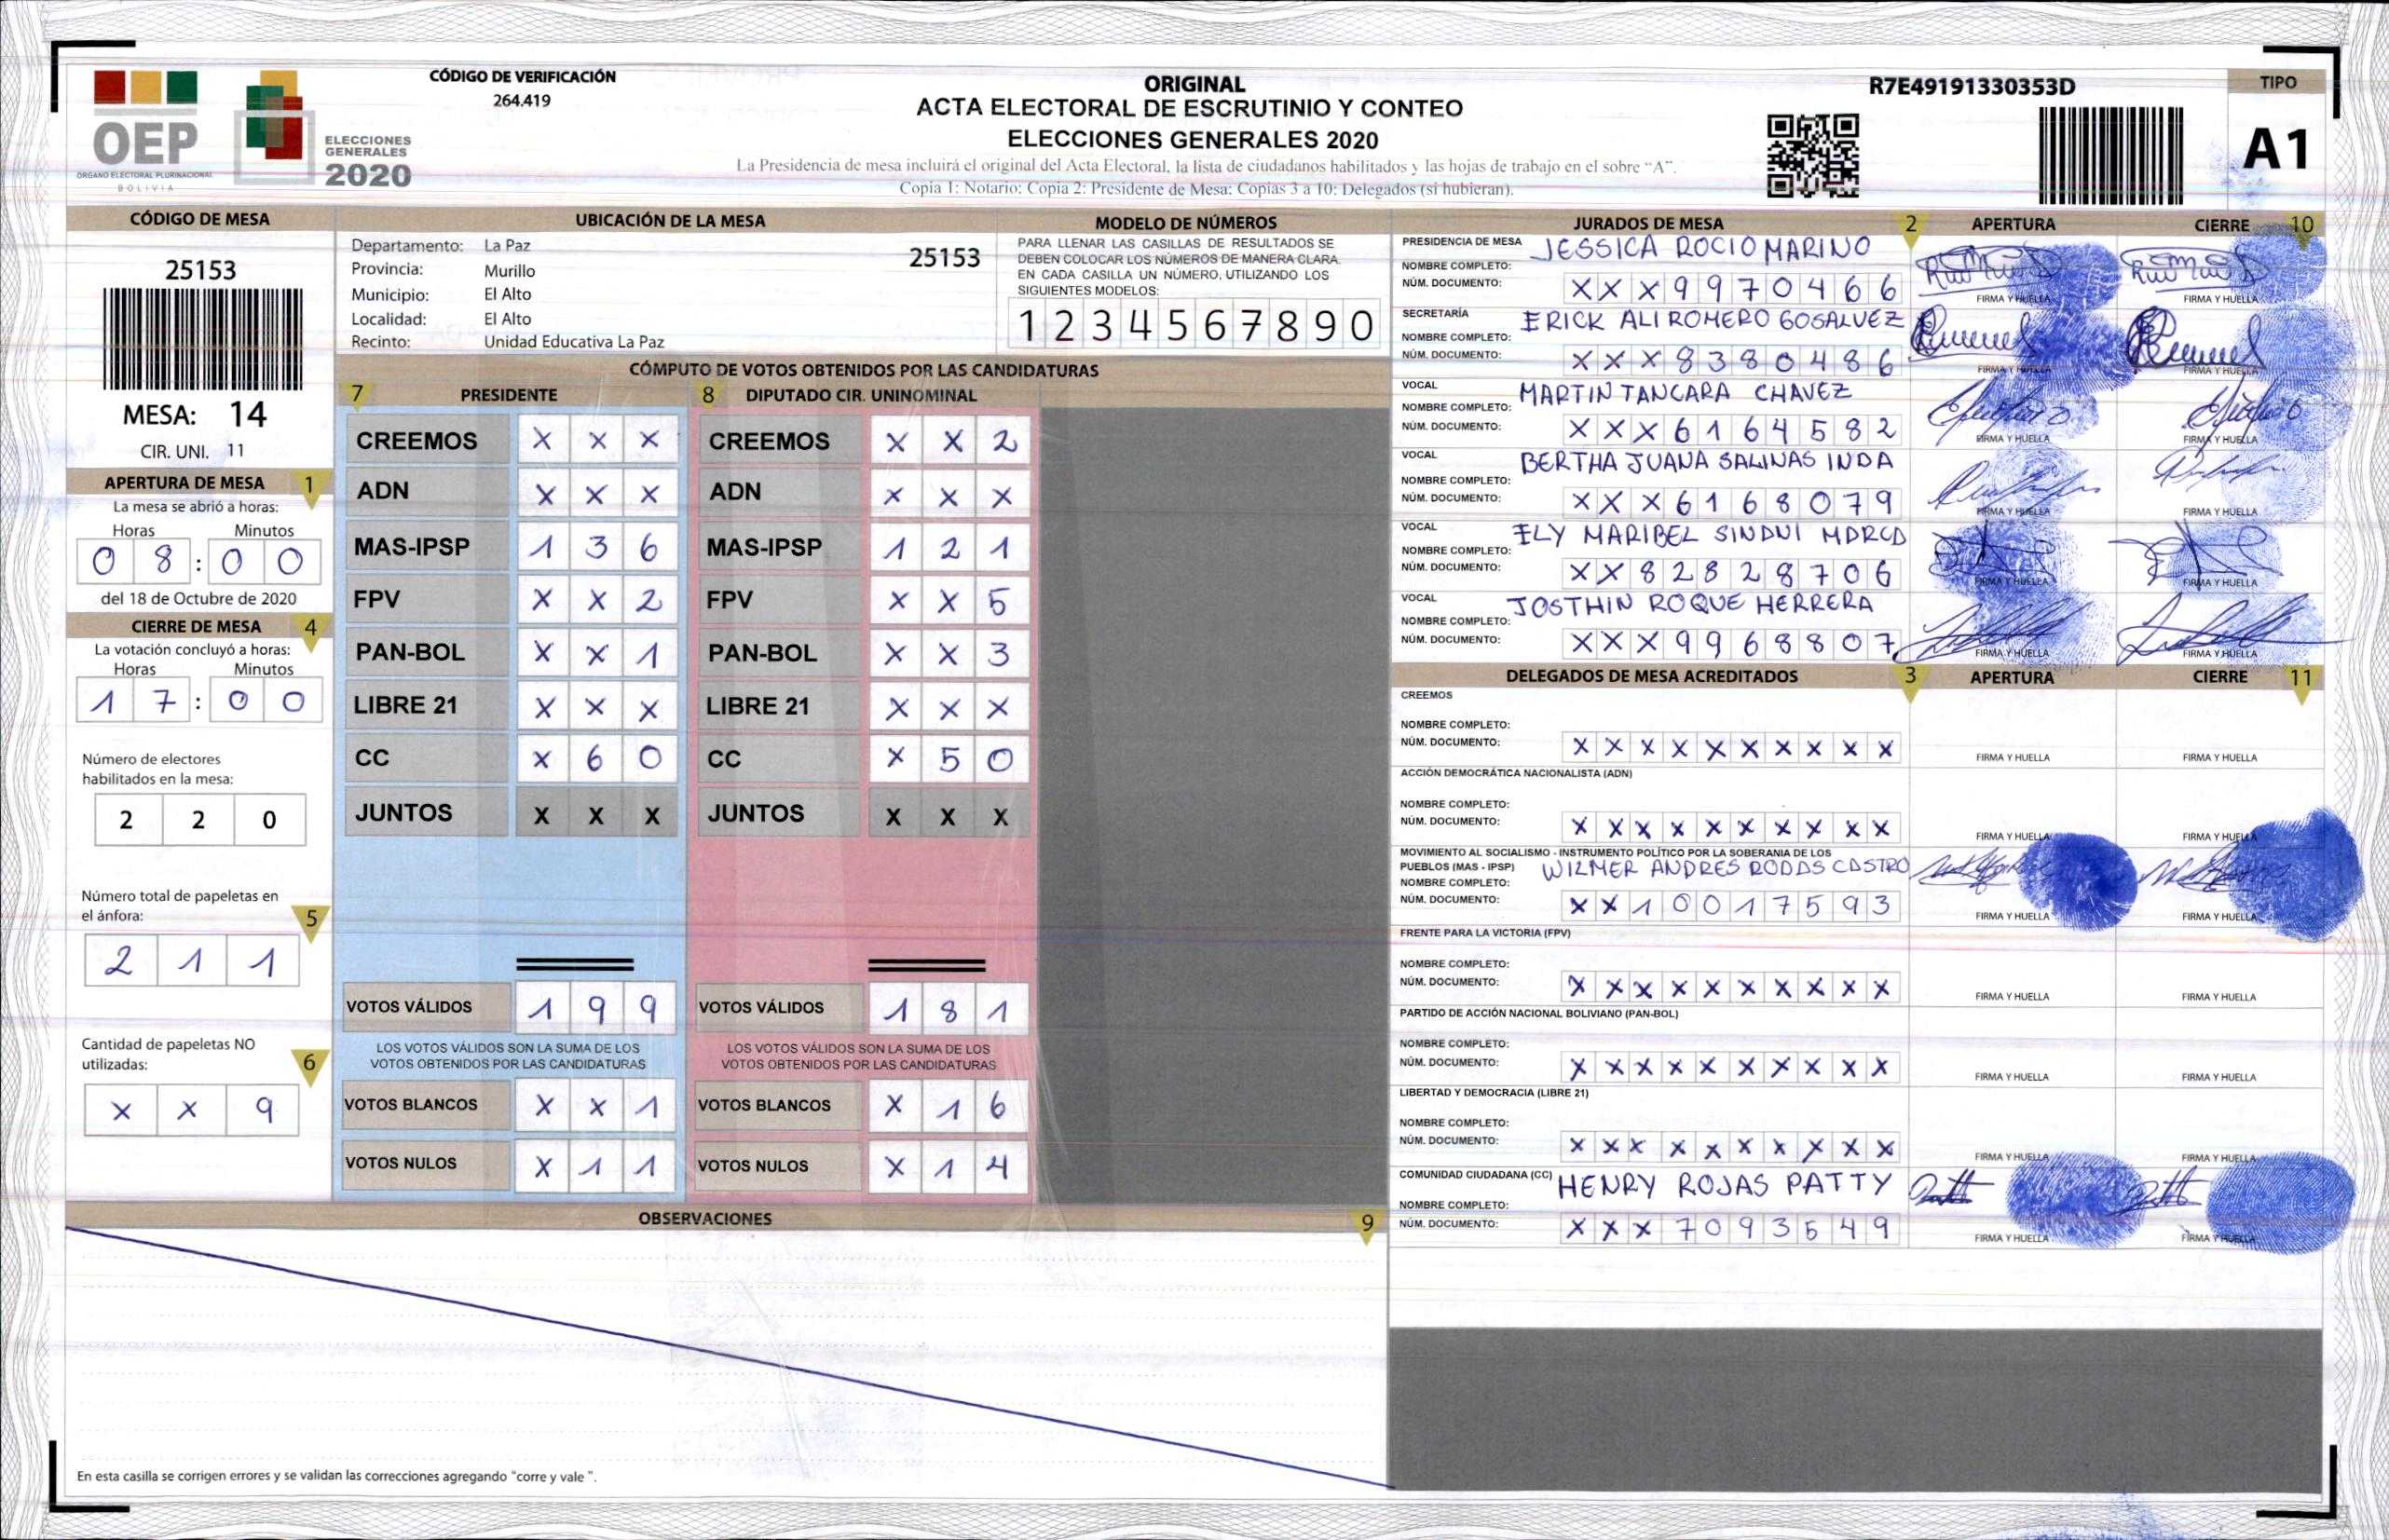 OEP
ÓRGANO ELECTORAL PLURINACIONAL
BOLIVIA
ELECCIONES
GENERALES
2020
CÓDIGO DE VERIFICACIÓN
264.419
ORIGINAL
ACTA ELECTORAL DE ESCRUTINIO Y CONTEO
ELECCIONES GENERALES 2020
La Presidencia de mesa incluirá el original del Acta Electoral, la lista de ciudadanos habilitados y las hojas de trabajo en el sobre "A".
Copia 1: Notario; Copia 2: Presidente de Mesa; Copias 3 a 10: Delegados (si hubieran).
R7E49191330353D
TIPO
A1
CÓDIGO DE MESA
25153
MESA: 14
CIR. UNI. 11
APERTURA DE MESA 1
La mesa se abrió a horas:
Horas Minutos
0 8 : 0 0
del 18 de Octubre de 2020
CIERRE DE MESA 4
La votación concluyó a horas:
Horas Minutos
1 7 : 0 0
Número de electores
habilitados en la mesa:
2 2 0
Número total de papeletas en
el ánfora: 5
2 1 1
Cantidad de papeletas NO
utilizadas: 6
X X 9
UBICACIÓN DE LA MESA
Departamento: La Paz
25153
Provincia: Murillo
Municipio: El Alto
Localidad: El Alto
Recinto: Unidad Educativa La Paz
MODELO DE NÚMEROS
PARA LLENAR LAS CASILLAS DE RESULTADOS SE
DEBEN COLOCAR LOS NÚMEROS DE MANERA CLARA.
EN CADA CASILLA UN NÚMERO, UTILIZANDO LOS
SIGUIENTES MODELOS:
1 2 3 4 5 6 7 8 9 0
CÓMPUTO DE VOTOS OBTENIDOS POR LAS CANDIDATURAS
7 PRESIDENTE
CREEMOS X X X
ADN X X X
MAS-IPSP 1 3 6
FPV X X 2
PAN-BOL X X 1
LIBRE 21 X X X
CC X 6 0
JUNTOS X X X
VOTOS VÁLIDOS 1 9 9
LOS VOTOS VÁLIDOS SON LA SUMA DE LOS
VOTOS OBTENIDOS POR LAS CANDIDATURAS
VOTOS BLANCOS X X 1
VOTOS NULOS X 1 1
8 DIPUTADO CIR. UNINOMINAL
CREEMOS X X 2
ADN X X X
MAS-IPSP 1 2 1
FPV X X 5
PAN-BOL X X 3
LIBRE 21 X X X
CC X 5 0
JUNTOS X X X
VOTOS VÁLIDOS 1 8 1
LOS VOTOS VÁLIDOS SON LA SUMA DE LOS
VOTOS OBTENIDOS POR LAS CANDIDATURAS
VOTOS BLANCOS X 1 6
VOTOS NULOS X 1 4
OBSERVACIONES 9
En esta casilla se corrigen errores y se validan las correcciones agregando "corre y vale ".
JURADOS DE MESA 2 APERTURA CIERRE 10
PRESIDENCIA DE MESA JESSICA ROCIO MARINO
NOMBRE COMPLETO:
NÚM. DOCUMENTO: X X X 9 9 7 0 4 6 6 FIRMA Y HUELLA FIRMA Y HUELLA
SECRETARÍA ERICK ALI ROMERO GOSALVEZ
NOMBRE COMPLETO:
NÚM. DOCUMENTO: X X X 8 3 8 0 4 8 6 FIRMA Y HUELLA FIRMA Y HUELLA
VOCAL MARTIN TANCARA CHAVEZ
NOMBRE COMPLETO:
NÚM. DOCUMENTO: X X X 6 1 6 4 5 8 2 FIRMA Y HUELLA FIRMA Y HUELLA
VOCAL BERTHA JUANA SALINAS INDA
NOMBRE COMPLETO:
NÚM. DOCUMENTO: X X X 6 1 6 8 0 7 9 FIRMA Y HUELLA FIRMA Y HUELLA
VOCAL ELY MARIBEL SINANI
NOMBRE COMPLETO:
NÚM. DOCUMENTO: X X 8 2 8 2 8 7 0 6 FIRMA Y HUELLA FIRMA Y HUELLA
VOCAL JOSTHIN ROQUE HERRERA
NOMBRE COMPLETO:
NÚM. DOCUMENTO: X X X 9 9 6 8 8 0 7 FIRMA Y HUELLA FIRMA Y HUELLA
DELEGADOS DE MESA ACREDITADOS 3 APERTURA CIERRE 11
CREEMOS
NOMBRE COMPLETO:
NÚM. DOCUMENTO: X X X X X X X X X X FIRMA Y HUELLA FIRMA Y HUELLA
ACCIÓN DEMOCRÁTICA NACIONALISTA (ADN)
NOMBRE COMPLETO:
NÚM. DOCUMENTO: X X X X X X X X X X FIRMA Y HUELLA FIRMA Y HUELLA
MOVIMIENTO AL SOCIALISMO - INSTRUMENTO POLÍTICO POR LA SOBERANIA DE LOS
PUEBLOS (MAS - IPSP) WILMER ANDRES RODAS CASTRO
NOMBRE COMPLETO:
NÚM. DOCUMENTO: X X 1 0 0 1 7 5 9 3 FIRMA Y HUELLA FIRMA Y HUELLA
FRENTE PARA LA VICTORIA (FPV)
NOMBRE COMPLETO:
NÚM. DOCUMENTO: X X X X X X X X X X FIRMA Y HUELLA FIRMA Y HUELLA
PARTIDO DE ACCIÓN NACIONAL BOLIVIANO (PAN-BOL)
NOMBRE COMPLETO:
NÚM. DOCUMENTO: X X X X X X X X X X FIRMA Y HUELLA FIRMA Y HUELLA
LIBERTAD Y DEMOCRACIA (LIBRE 21)
NOMBRE COMPLETO:
NÚM. DOCUMENTO: X X X X X X X X X X FIRMA Y HUELLA FIRMA Y HUELLA
COMUNIDAD CIUDADANA (CC) HENRY ROJAS PATTY
NOMBRE COMPLETO:
NÚM. DOCUMENTO: X X X 7 0 9 3 5 4 9 FIRMA Y HUELLA FIRMA Y HUELLA